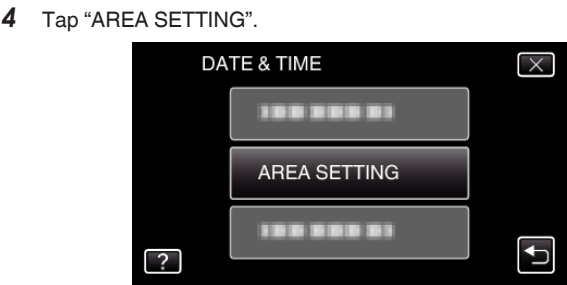 4 Tap “AREA SETTING”.
DATE & TIME
AREA SETTING
?